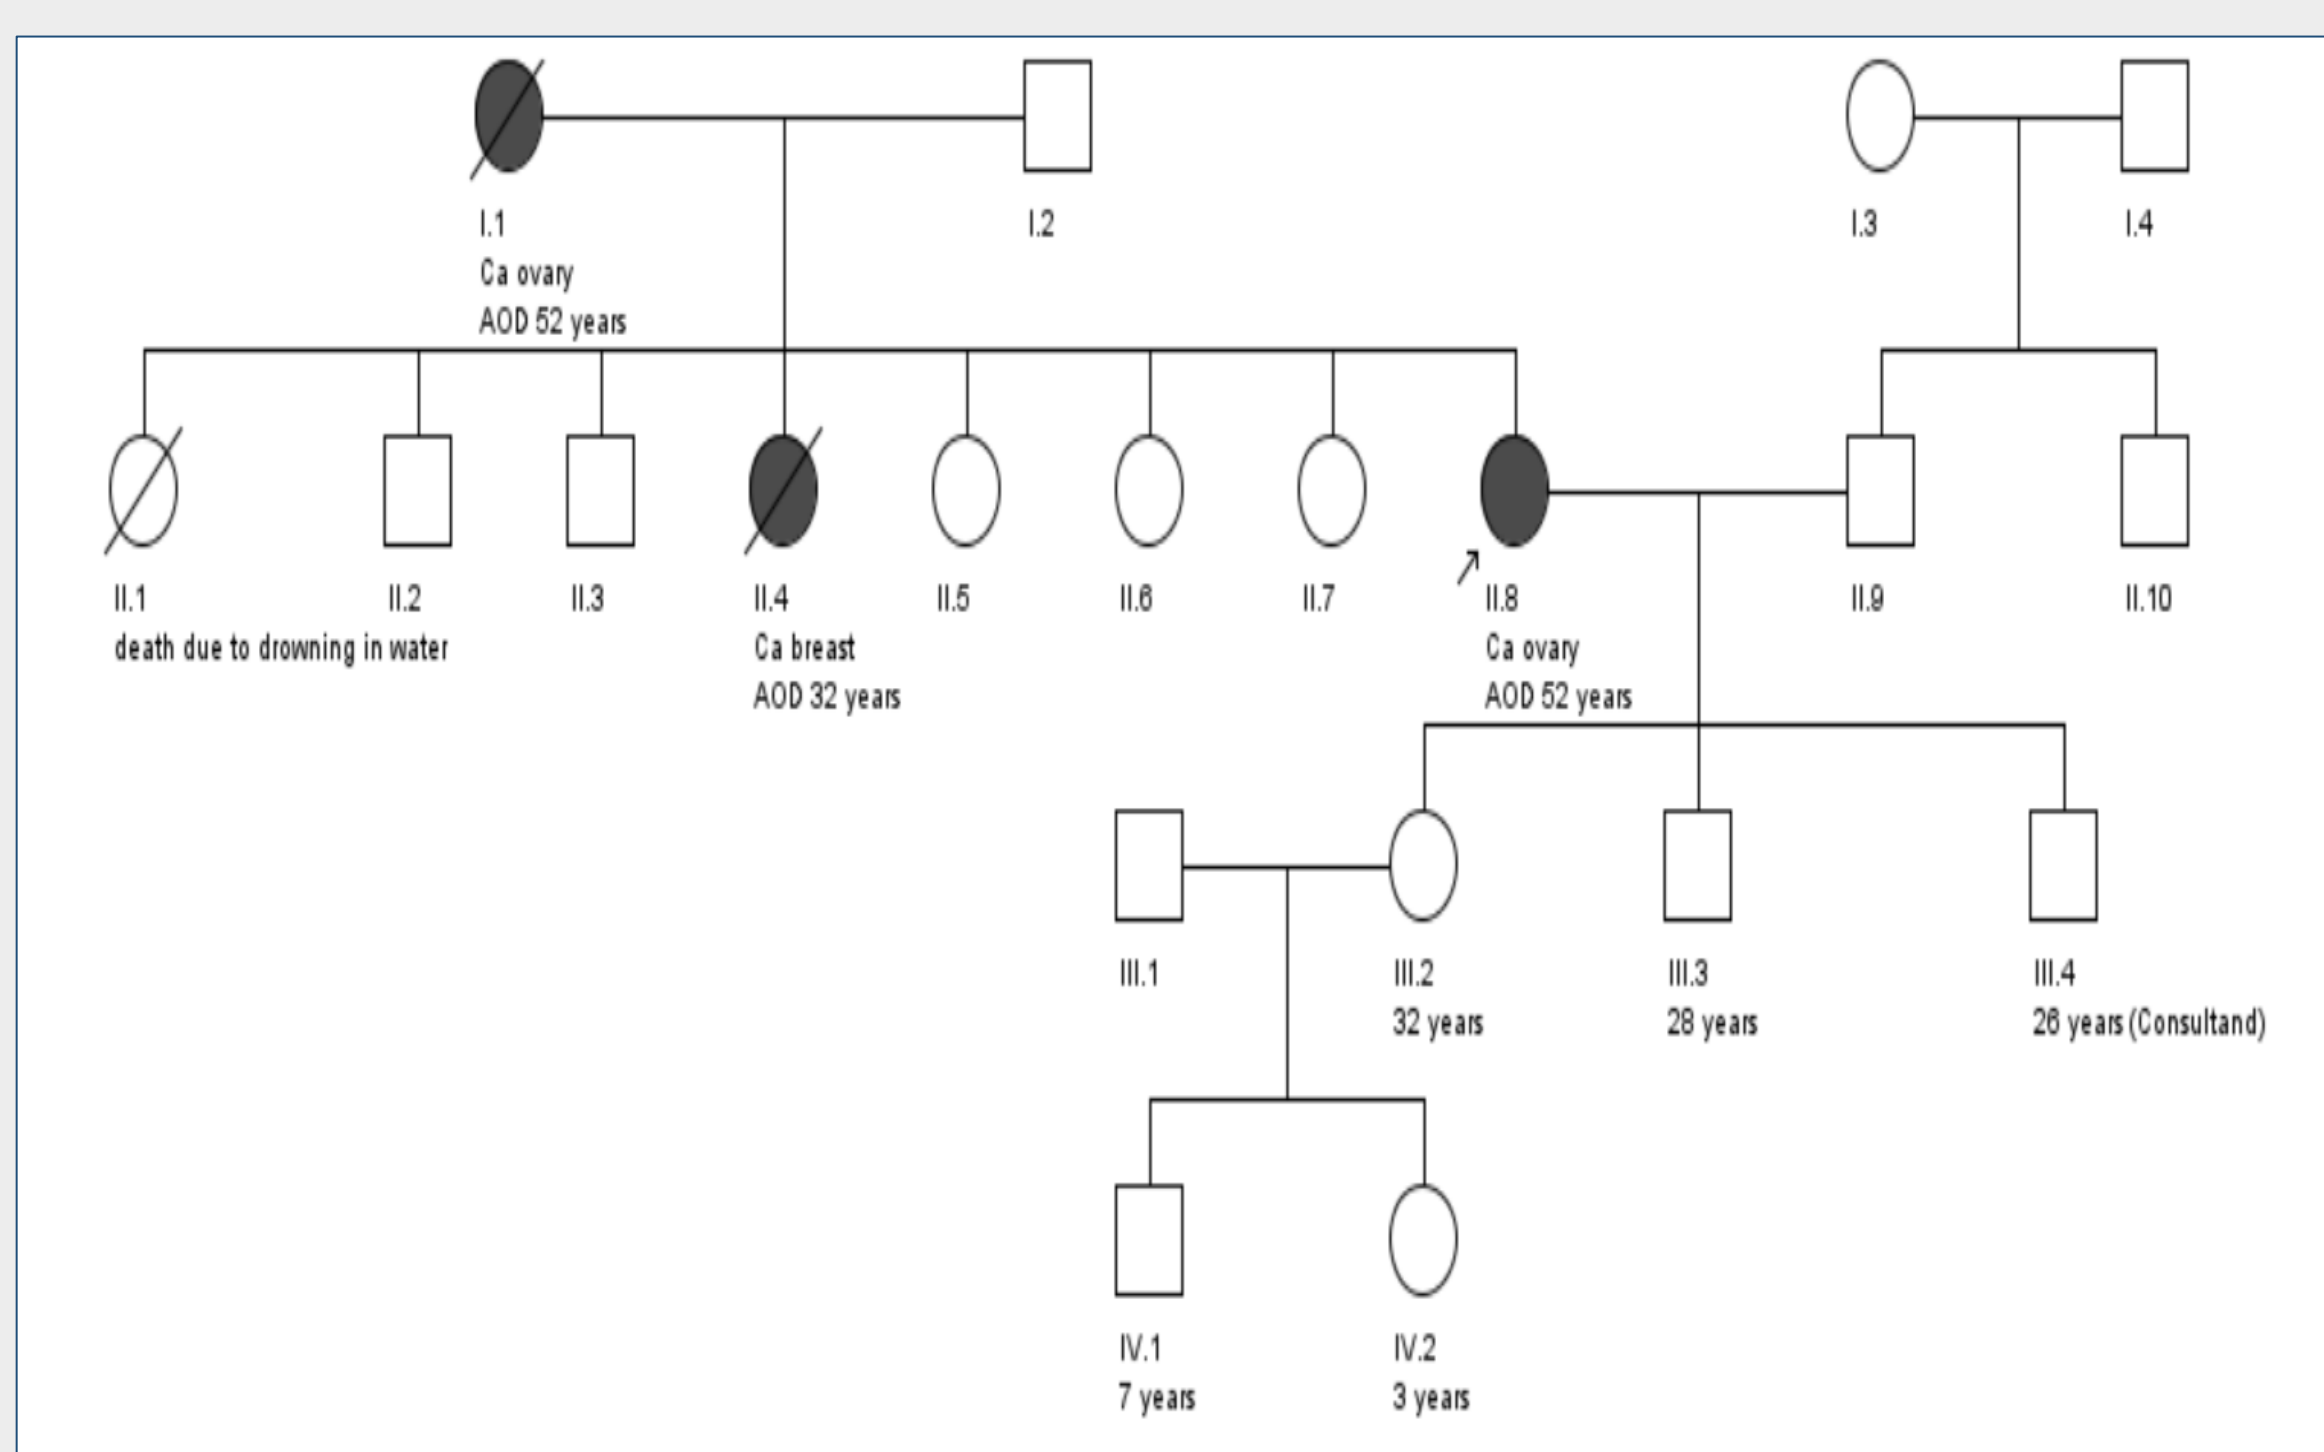 I.1
I.2
I.3
I.4
Ca ovary
AOD 52 years
II.1
II.2
II.3
II.4
II.5
II.6
II.7
II.8
II.9
II.10
death due to drowning in water
Ca breast
Ca ovary
AOD 32 years
AOD 52 years
III.1
III.2
III.3
III.4
32 years
28 years
26 years (Consultand)
IV.1
IV.2
7 years
3 years